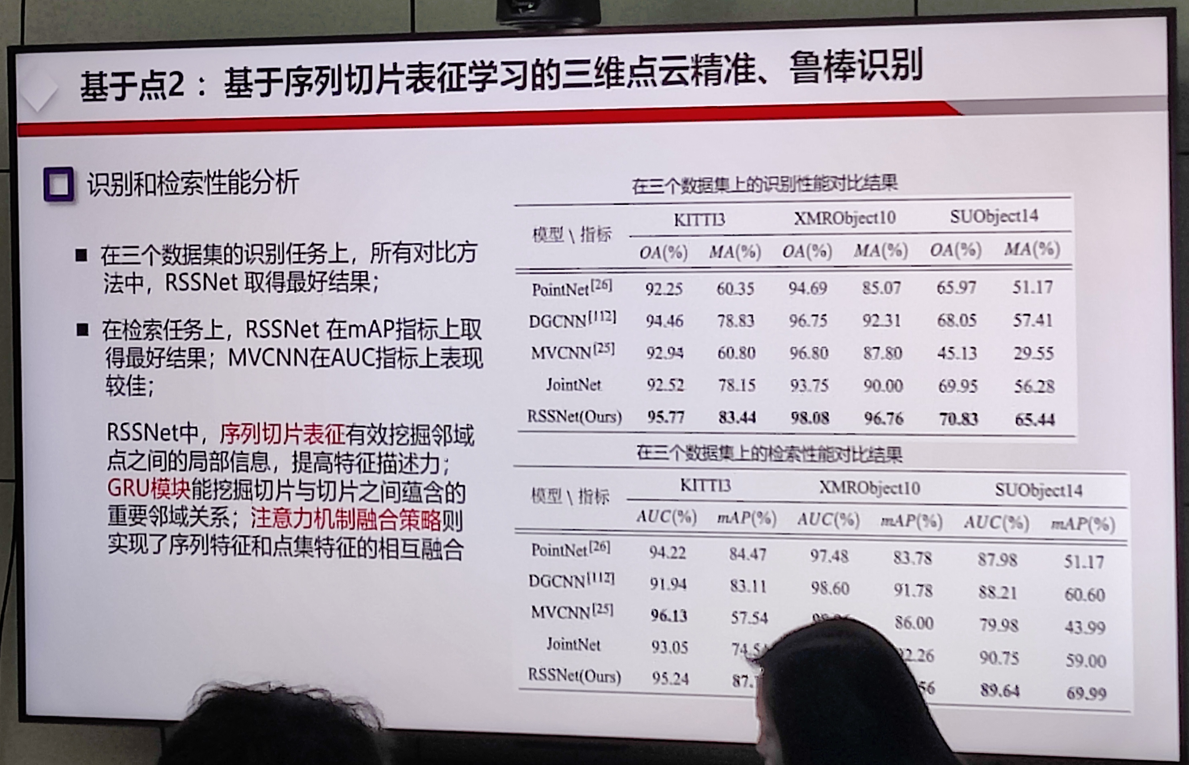 基于点2：基于序列切片表征学习的三维点云精准、鲁棒识别
识别和检索性能分析
■ 在三个数据集的识别任务上，所有对比方
法中，RSSNet 取得最好结果；
■ 在检索任务上，RSSNet 在mAP指标上取
得最好结果；MVCNN在AUC指标上表现
较佳；
RSSNet中，序列切片表征有效挖掘邻域
点之间的局部信息，提高特征描述力；
GRU模块能挖掘切片与切片之间蕴含的
重要邻域关系；注意力机制融合策略则
实现了序列特征和点集特征的相互融合
在三个数据集上的识别性能对比结果
模型 \ 指标 KITTI3 XMRObject10 SUObject14
OA(%) MA(%) OA(%) MA(%) OA(%) MA(%)
PointNet[26] 92.25 60.35 94.69 85.07 65.97 51.17
DGCNN[112] 94.46 78.83 96.75 92.31 68.05 57.41
MVCNN[25] 92.94 60.80 96.80 87.80 45.13 29.55
JointNet 92.52 78.15 93.75 90.00 69.95 56.28
RSSNet(Ours) 95.77 83.44 98.08 96.76 70.83 65.44
在三个数据集上的检索性能对比结果
模型 \ 指标 KITTI3 XMRObject10 SUObject14
AUC(%) mAP(%) AUC(%) mAP(%) AUC(%) mAP(%)
PointNet[26] 94.22 84.47 97.48 83.78 87.98 51.17
DGCNN[112] 91.94 83.11 98.60 91.78 88.21 60.60
MVCNN[25] 96.13 57.54 86.00 79.98 43.99
JointNet 93.05 90.75 59.00
RSSNet(Ours) 95.24 89.64 69.99